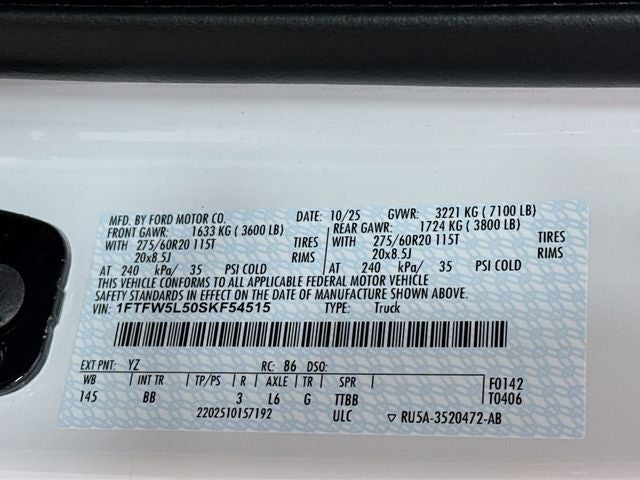 MFD. BY FORD MOTOR CO. DATE: 10/25 GVWR: 3221 KG ( 7100 LB)
FRONT GAWR: 1633 KG ( 3600 LB) REAR GAWR: 1724 KG ( 3800 LB)
WITH 275/60R20 115T TIRES WITH 275/60R20 115T TIRES
20x8.5J RIMS 20x8.5J RIMS
AT 240 kPa/ 35 PSI COLD AT 240 kPa/ 35 PSI COLD
THIS VEHICLE CONFORMS TO ALL APPLICABLE FEDERAL MOTOR VEHICLE
SAFETY STANDARDS IN EFFECT ON THE DATE OF MANUFACTURE SHOWN ABOVE.
VIN: 1FTFW5L50SKF54515 TYPE: Truck
EXT PNT: YZ RC: 86 DSO:
WB INT TR TP/PS R AXLE TR SPR F0142
145 BB 3 L6 G TTBB T0406
2202510157192 ULC ▽ RU5A-3520472-AB